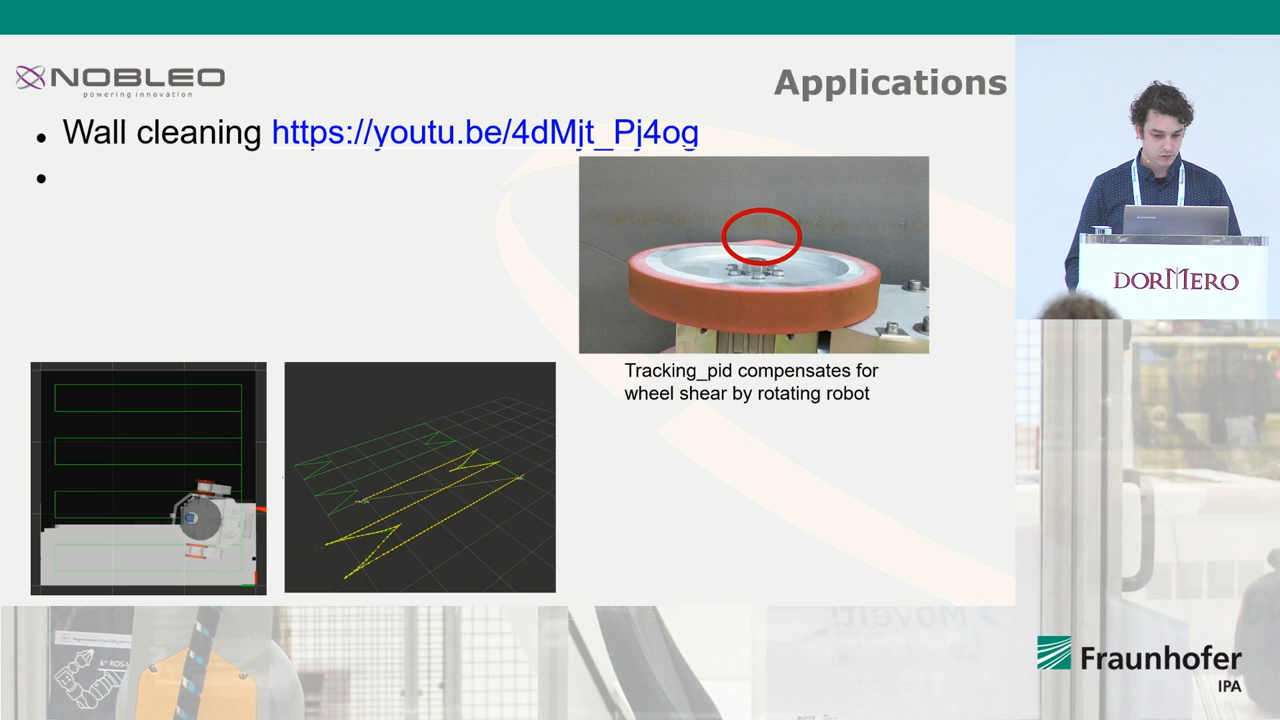 NOBLEO
powering innovation
Applications
Wall cleaning https://youtu.be/4dMjt_Pj4og
Tracking_pid compensates for
wheel shear by rotating robot
DORMERO
MoveIt!
Fraunhofer
IPA